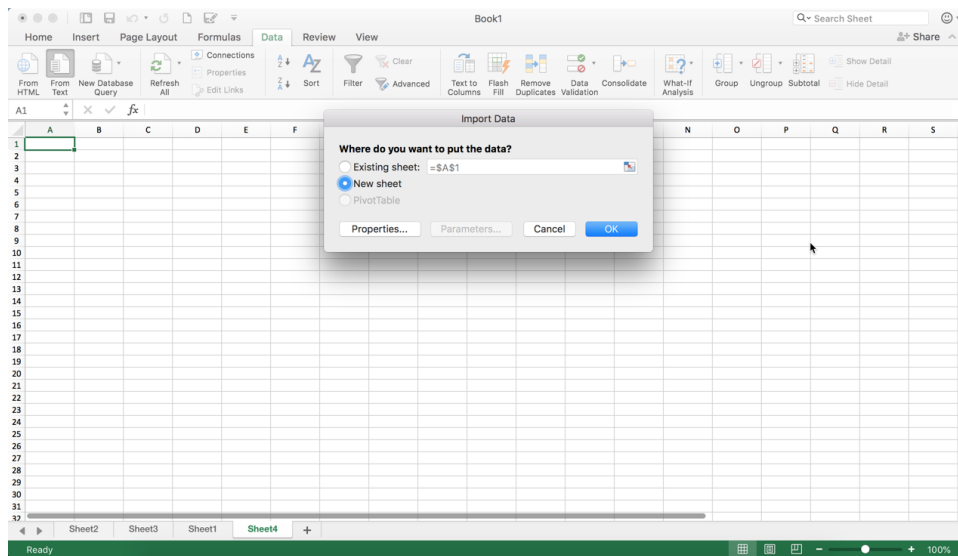 Book1
Search Sheet
Home Insert Page Layout Formulas Data Review View
Share
From HTML
From Text
New Database Query
Refresh All
Connections
Properties
Edit Links
Sort
Filter
Clear
Advanced
Text to Columns
Flash Fill
Remove Duplicates
Data Validation
Consolidate
What-If Analysis
Group
Ungroup
Subtotal
Show Detail
Hide Detail
A1
fx
A B C D E F N O P Q R S
Import Data
Where do you want to put the data?
Existing sheet: =$A$1
New sheet
PivotTable
Properties... Parameters... Cancel OK
1
2
3
4
5
6
7
8
9
10
11
12
13
14
15
16
17
18
19
20
21
22
23
24
25
26
27
28
29
30
31
32
Sheet2 Sheet3 Sheet1 Sheet4 +
Ready
100%